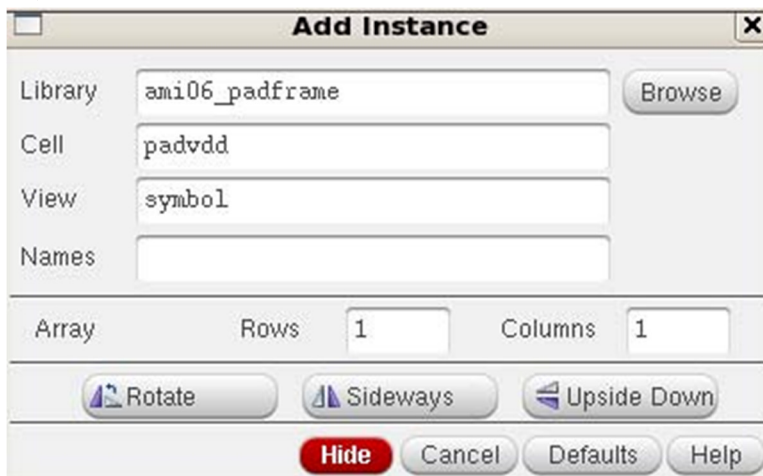 Add Instance
Library ami06_padframe Browse
Cell padvdd
View symbol
Names
Array Rows 1 Columns 1
Rotate Sideways Upside Down
Hide Cancel Defaults Help